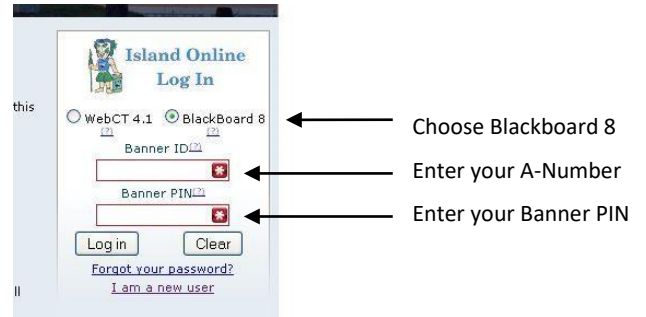 Island Online
Log In
this
WebCT 4.1 BlackBoard 8
[?] [?]
Banner ID[?]
Banner PIN[?]
Log in Clear
Forgot your password?
I am a new user
ll
Choose Blackboard 8
Enter your A-Number
Enter your Banner PIN